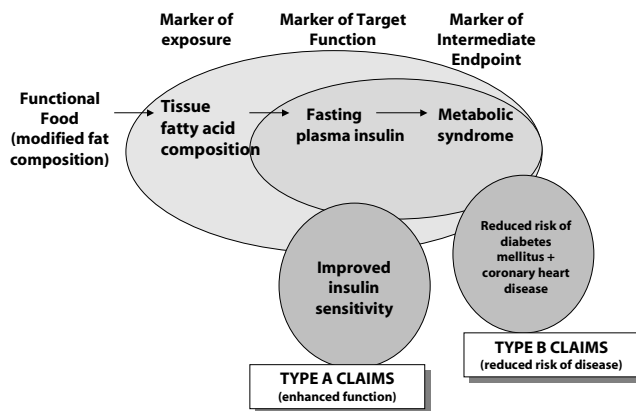 Marker of
exposure
Marker of Target
Function
Marker of
Intermediate
Endpoint
Functional
Food
(modified fat
composition)
Tissue
fatty acid
composition
Fasting
plasma insulin
Metabolic
syndrome
Improved
insulin
sensitivity
Reduced risk of
diabetes
mellitus +
coronary heart
disease
TYPE A CLAIMS
(enhanced function)
TYPE B CLAIMS
(reduced risk of disease)